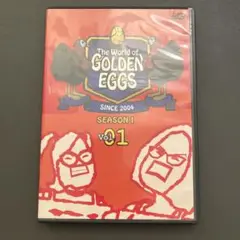 The World of
GOLDEN
EGGS
SINCE 2004
SEASON 1
Vol.01